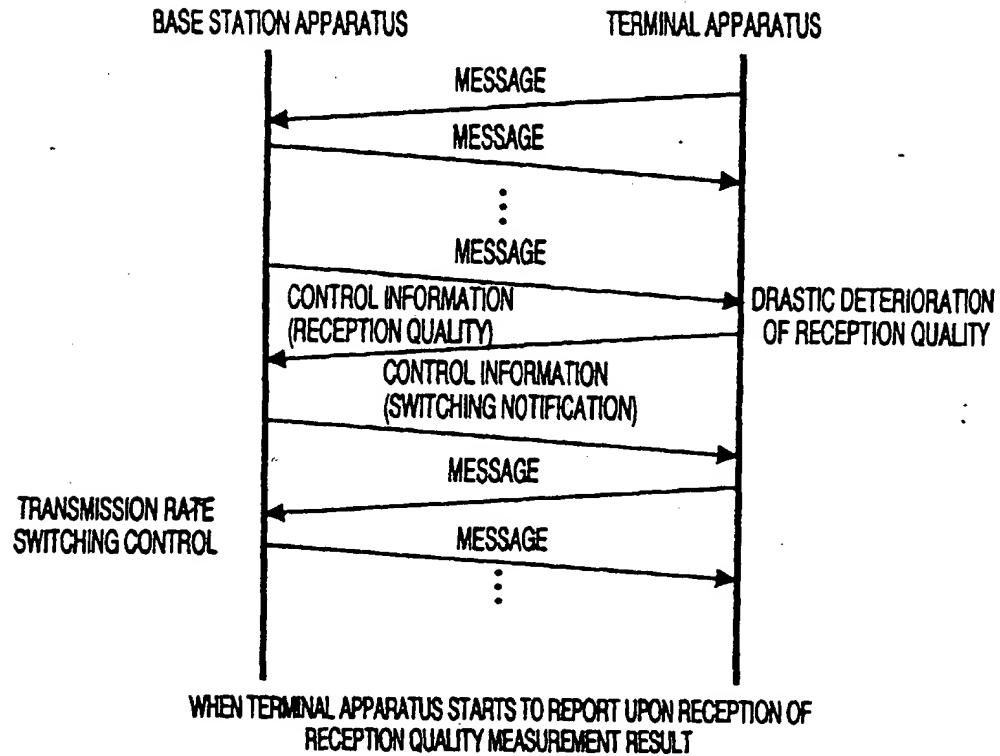 BASE STATION APPARATUS
TERMINAL APPARATUS
MESSAGE
MESSAGE
MESSAGE
CONTROL INFORMATION
(RECEPTION QUALITY)
DRASTIC DETERIORATION
OF RECEPTION QUALITY
CONTROL INFORMATION
(SWITCHING NOTIFICATION)
MESSAGE
TRANSMISSION RATE
SWITCHING CONTROL
MESSAGE
WHEN TERMINAL APPARATUS STARTS TO REPORT UPON RECEPTION OF
RECEPTION QUALITY MEASUREMENT RESULT